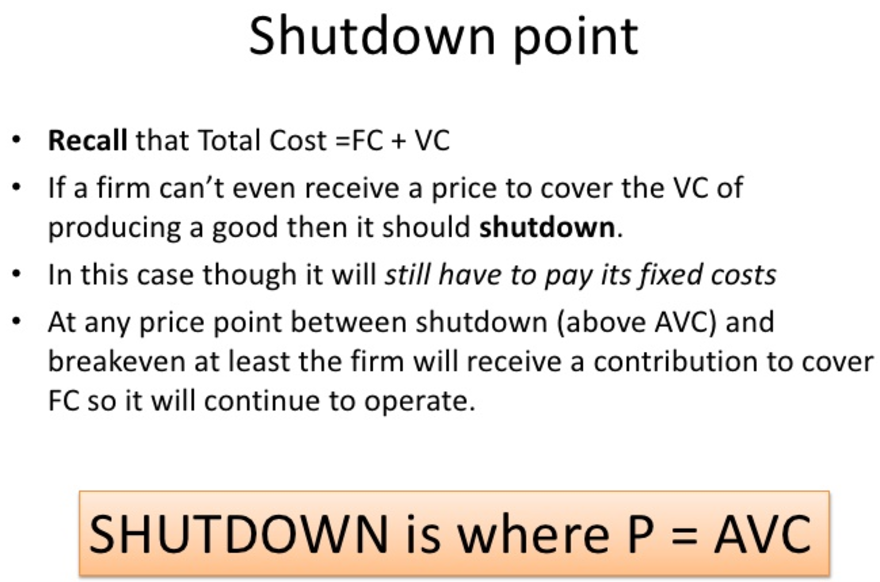 Shutdown point
• Recall that Total Cost =FC + VC
• If a firm can’t even receive a price to cover the VC of
producing a good then it should shutdown.
• In this case though it will still have to pay its fixed costs
• At any price point between shutdown (above AVC) and
breakeven at least the firm will receive a contribution to cover
FC so it will continue to operate.
SHUTDOWN is where P = AVC